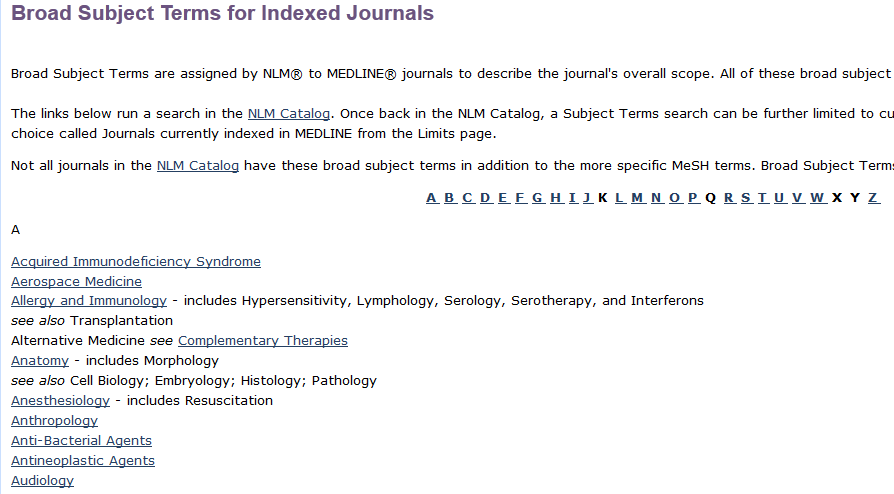 Broad Subject Terms for Indexed Journals
Broad Subject Terms are assigned by NLM® to MEDLINE® journals to describe the journal's overall scope. All of these broad subject
The links below run a search in the NLM Catalog. Once back in the NLM Catalog, a Subject Terms search can be further limited to cu
choice called Journals currently indexed in MEDLINE from the Limits page.
Not all journals in the NLM Catalog have these broad subject terms in addition to the more specific MeSH terms. Broad Subject Terms
A B C D E F G H I J K L M N O P Q R S T U V W X Y Z
A
Acquired Immunodeficiency Syndrome
Aerospace Medicine
Allergy and Immunology - includes Hypersensitivity, Lymphology, Serology, Serotherapy, and Interferons
see also Transplantation
Alternative Medicine see Complementary Therapies
Anatomy - includes Morphology
see also Cell Biology; Embryology; Histology; Pathology
Anesthesiology - includes Resuscitation
Anthropology
Anti-Bacterial Agents
Antineoplastic Agents
Audiology